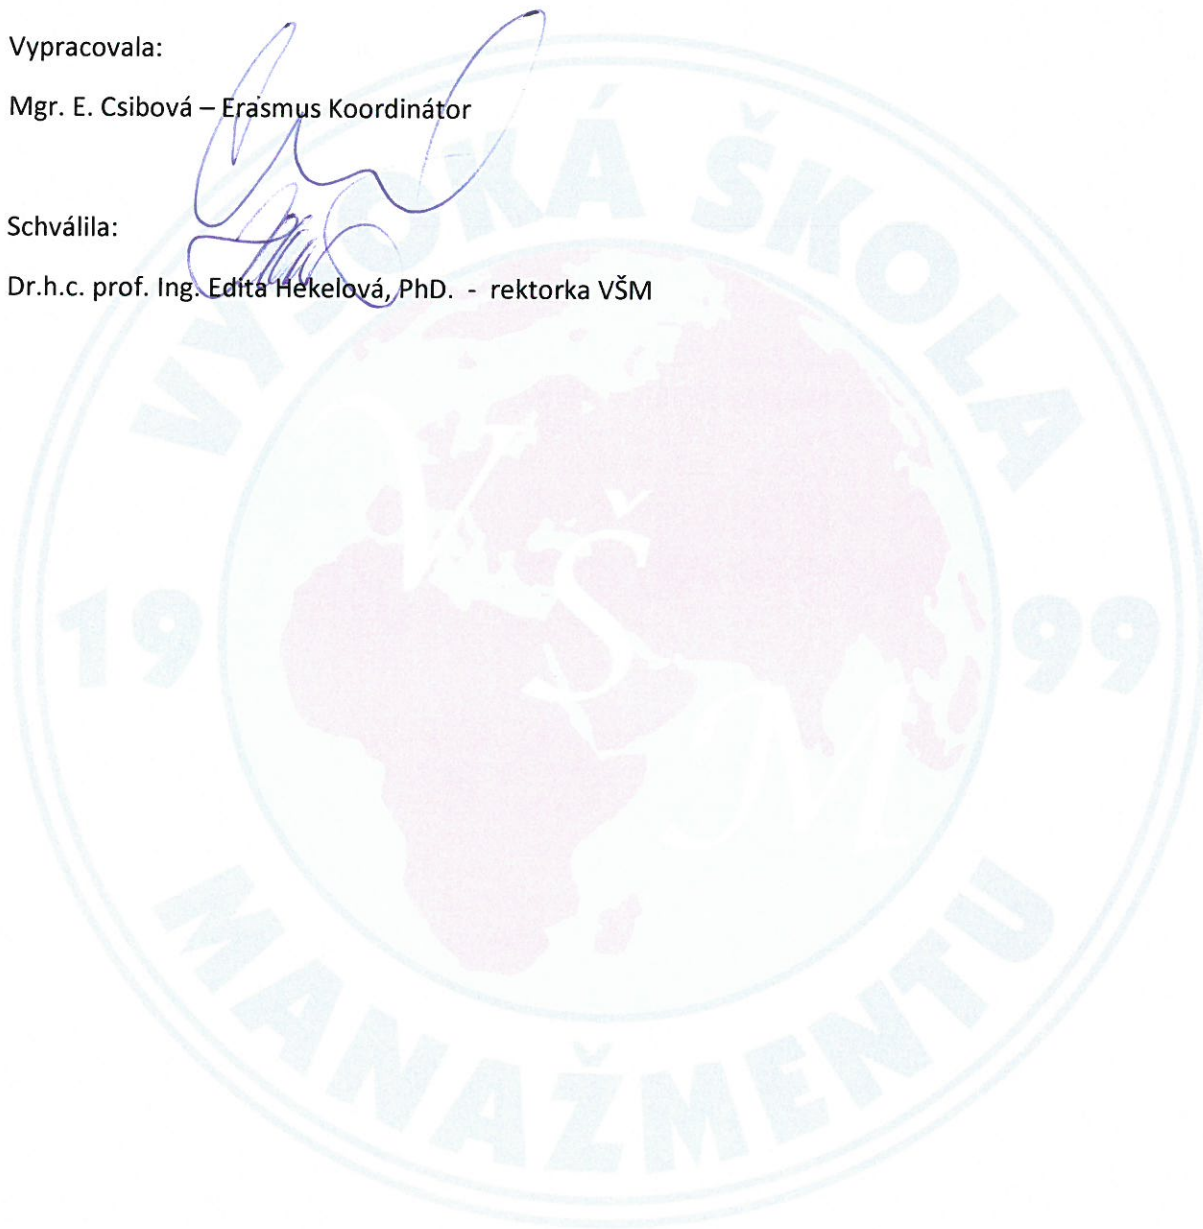 Vypracovala:
Mgr. E. Csibová – Erasmus Koordinátor
Schválila:
Dr.h.c. prof. Ing. Edita Hekelová, PhD. - rektorka VŠM
VYSOKÁ ŠKOLA
VŠM
19 99
MANAŽMENTU